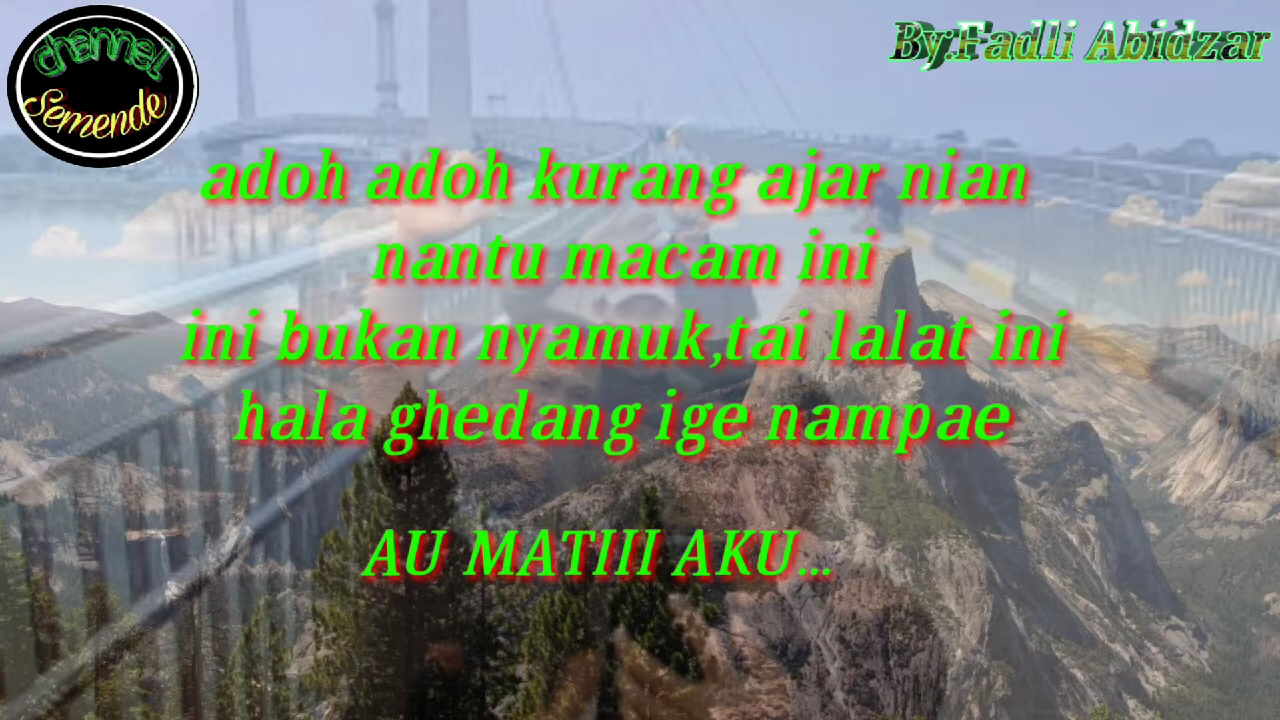 channel
Semende
By:Fadli Abidzar
adoh adoh kurang ajar nian
nantu macam ini
ini bukan nyamuk,tai lalat ini
hala ghedang ige nampae
AU MATIII AKU...